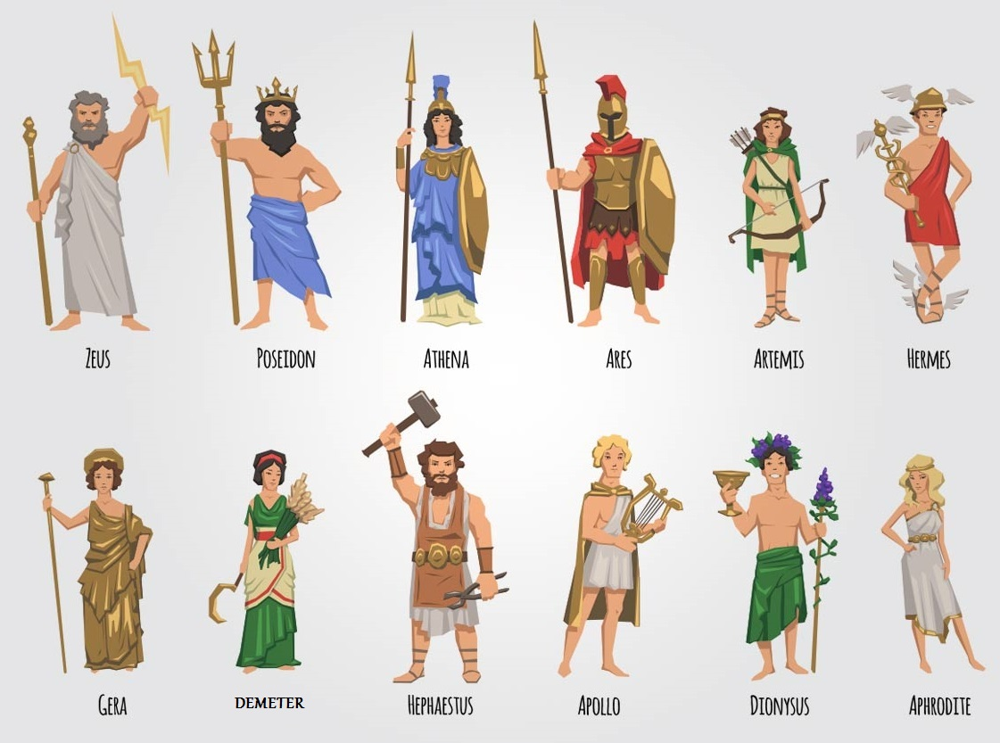 Zeus
Poseidon
Athena
Ares
Artemis
Hermes
Gera
DEMETER
Hephaestus
Apollo
Dionysus
Aphrodite